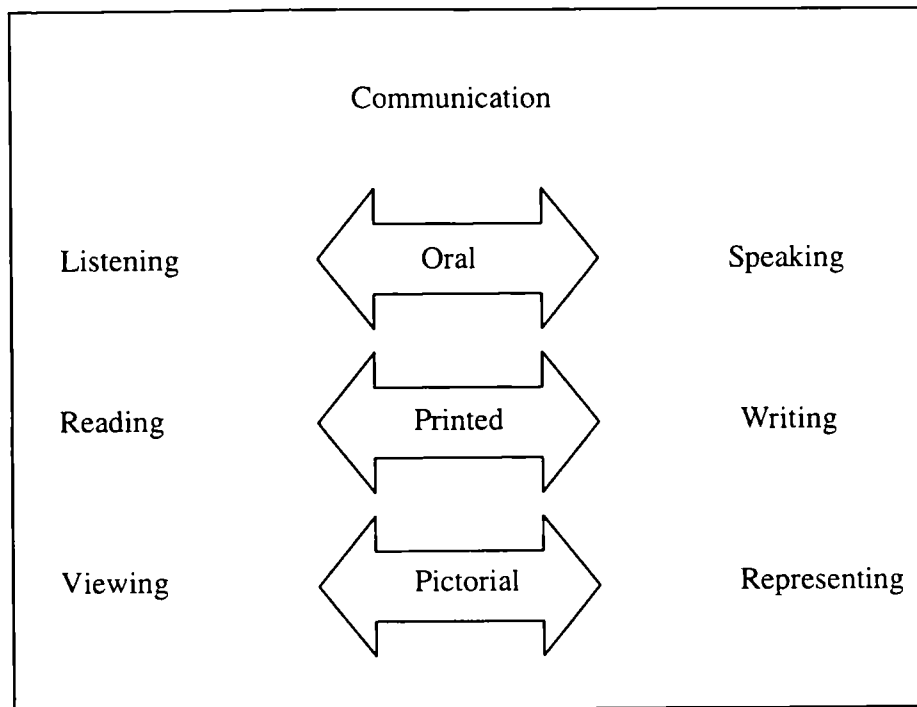 Communication
Listening Oral Speaking
Reading Printed Writing
Viewing Pictorial Representing